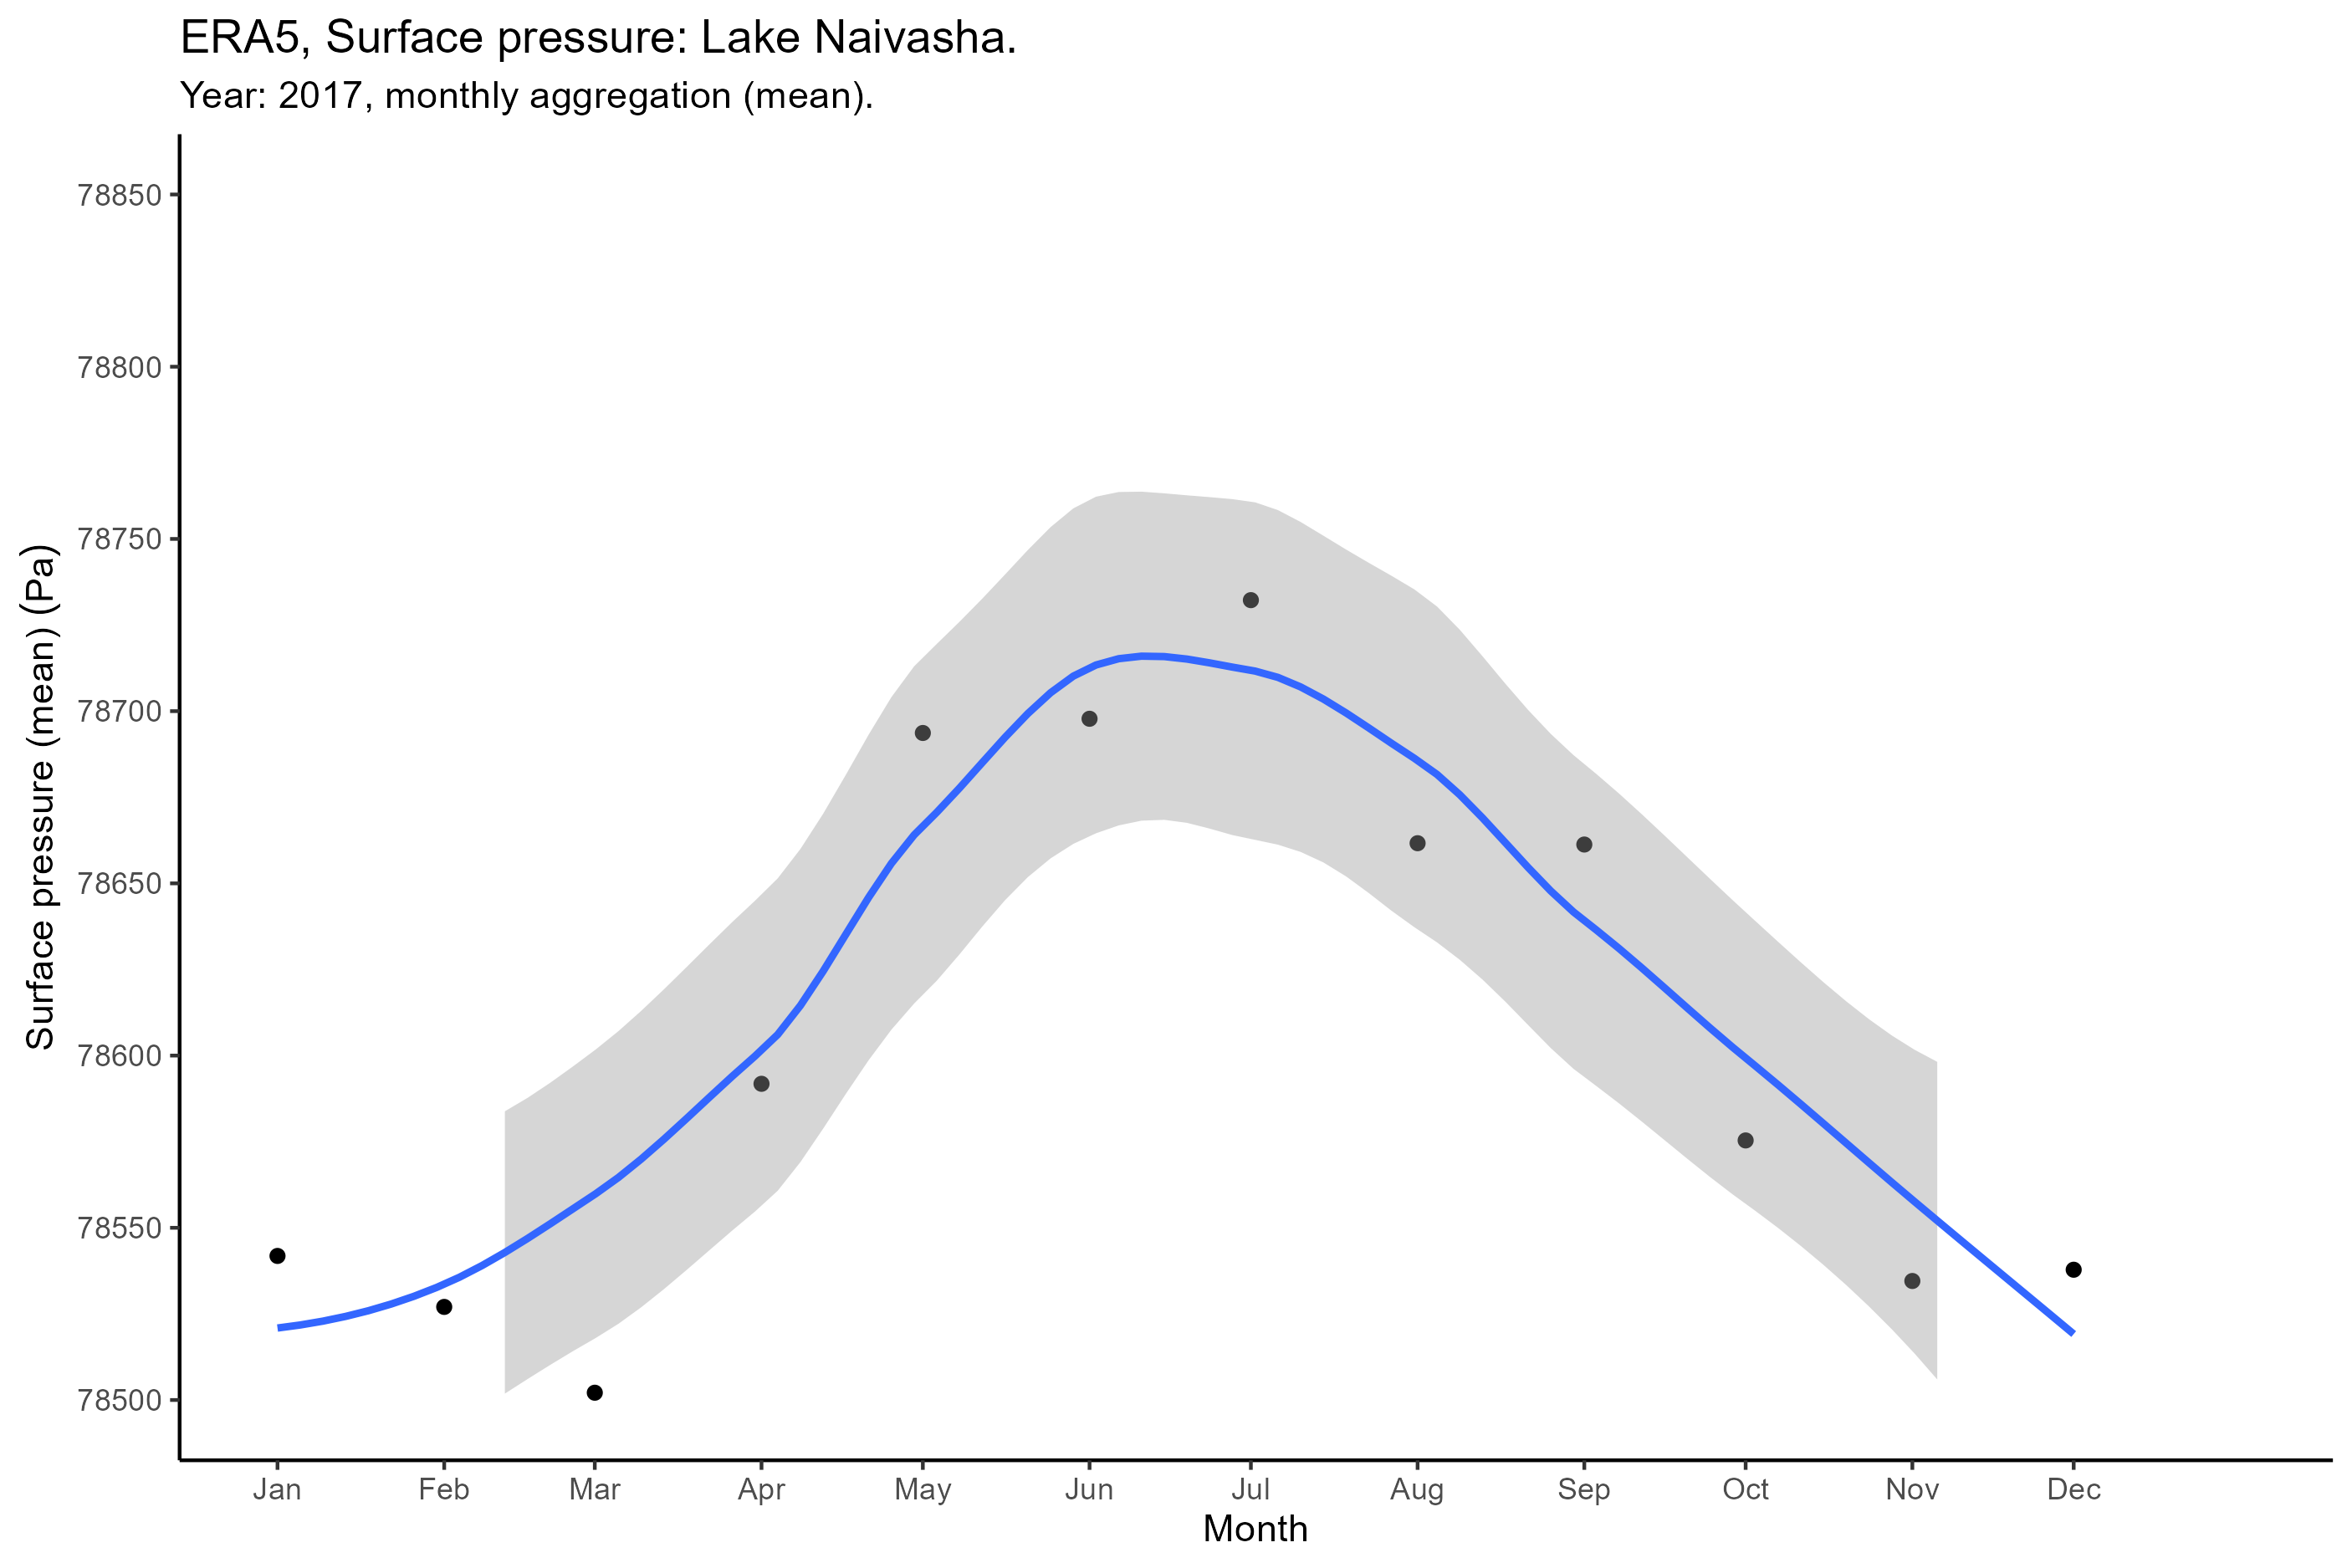 ERA5, Surface pressure: Lake Naivasha.
Year: 2017, monthly aggregation (mean).
Surface pressure (mean) (Pa)
78850
78800
78750
78700
78650
78600
78550
78500
Jan Feb Mar Apr May Jun Jul Aug Sep Oct Nov Dec
Month